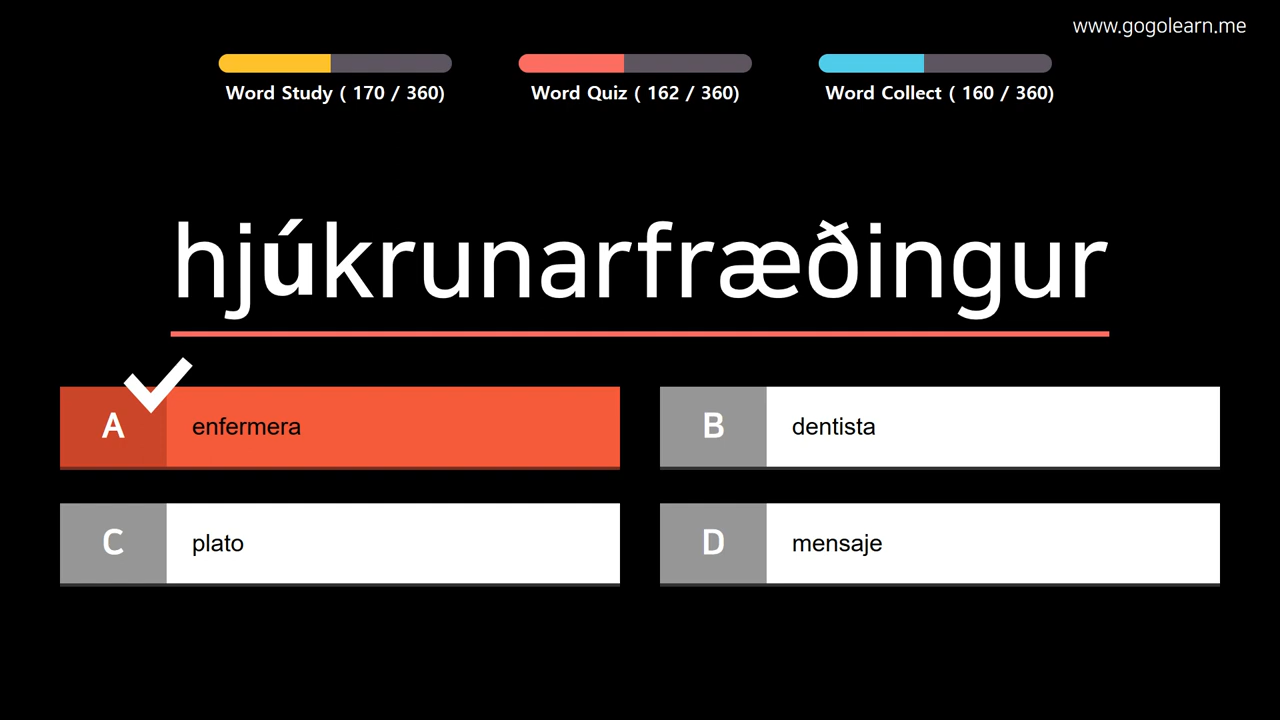 www.gogolearn.me
Word Study ( 170 / 360)
Word Quiz ( 162 / 360)
Word Collect ( 160 / 360)
hjúkrunarfræðingur
A enfermera
B dentista
C plato
D mensaje